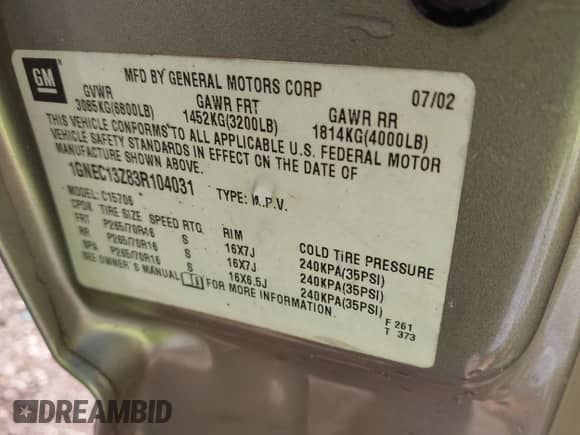 GM
MFD BY GENERAL MOTORS CORP 07/02
GVWR GAWR FRT GAWR RR
3085KG(6800LB) 1452KG(3200LB) 1814KG(4000LB)
THIS VEHICLE CONFORMS TO ALL APPLICABLE U.S. FEDERAL MOTOR
VEHICLE SAFETY STANDARDS IN EFFECT ON THE DATE OF
MANUFACTURE SHOWN ABOVE.
1GNEC13Z83R104031 TYPE: M.P.V.
MODEL: C15706
CPDK TIRE SIZE SPEED RTG RIM COLD TIRE PRESSURE
FRT P265/70R16 S 16X7J 240KPA(35PSI)
RR P265/70R16 S 16X7J 240KPA(35PSI)
SPA P265/70R16 S 16X6.5J 240KPA(35PSI)
SEE OWNER'S MANUAL FOR MORE INFORMATION.
F 261
T 373
DREAMBID